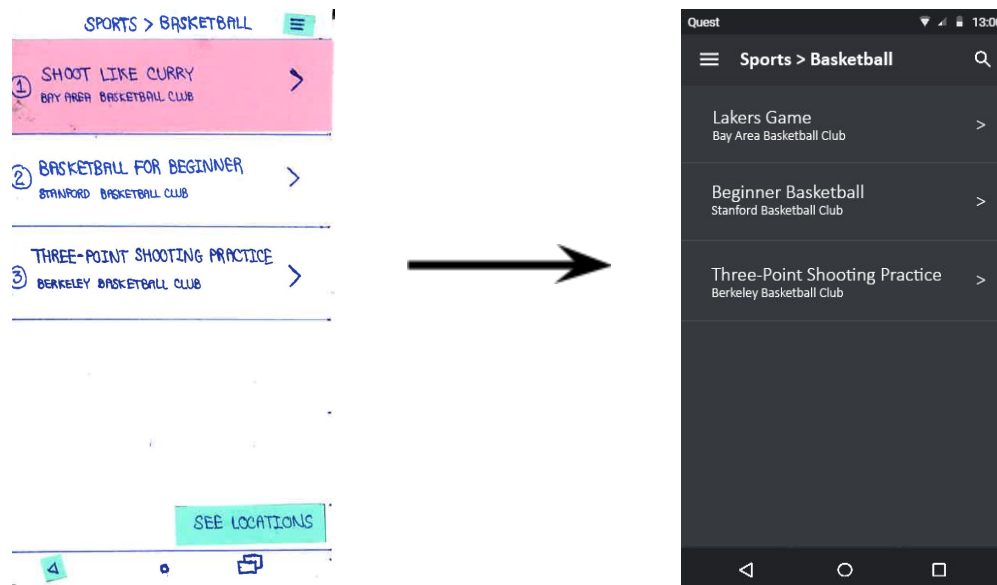 SPORTS > BASKETBALL
1 SHOOT LIKE CURRY
BAY AREA BASKETBALL CLUB
2 BASKETBALL FOR BEGINNER
STANFORD BASKETBALL CLUB
3 THREE-POINT SHOOTING PRACTICE
BERKELEY BASKETBALL CLUB
SEE LOCATIONS
Quest 13:00
Sports > Basketball
Lakers Game >
Bay Area Basketball Club
Beginner Basketball >
Stanford Basketball Club
Three-Point Shooting Practice >
Berkeley Basketball Club